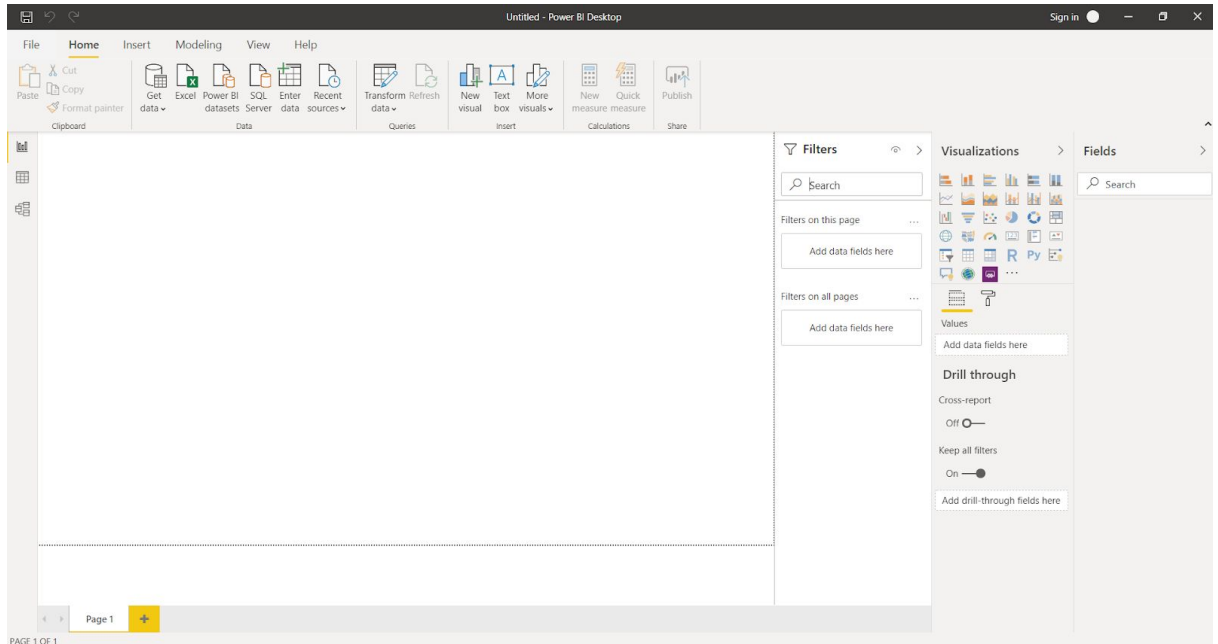 Untitled - Power BI Desktop
Sign in
File Home Insert Modeling View Help
Paste
Cut
Copy
Format painter
Clipboard
Get data
Excel
Power BI datasets
SQL Server
Enter data
Recent sources
Data
Transform data
Refresh
Queries
New visual
Text box
More visuals
Insert
New measure
Quick measure
Calculations
Publish
Share
Filters
Search
Filters on this page
...
Add data fields here
Filters on all pages
...
Add data fields here
Visualizations
R Py
...
Values
Add data fields here
Drill through
Cross-report
Off
Keep all filters
On
Add drill-through fields here
Fields
Search
Page 1
PAGE 1 OF 1